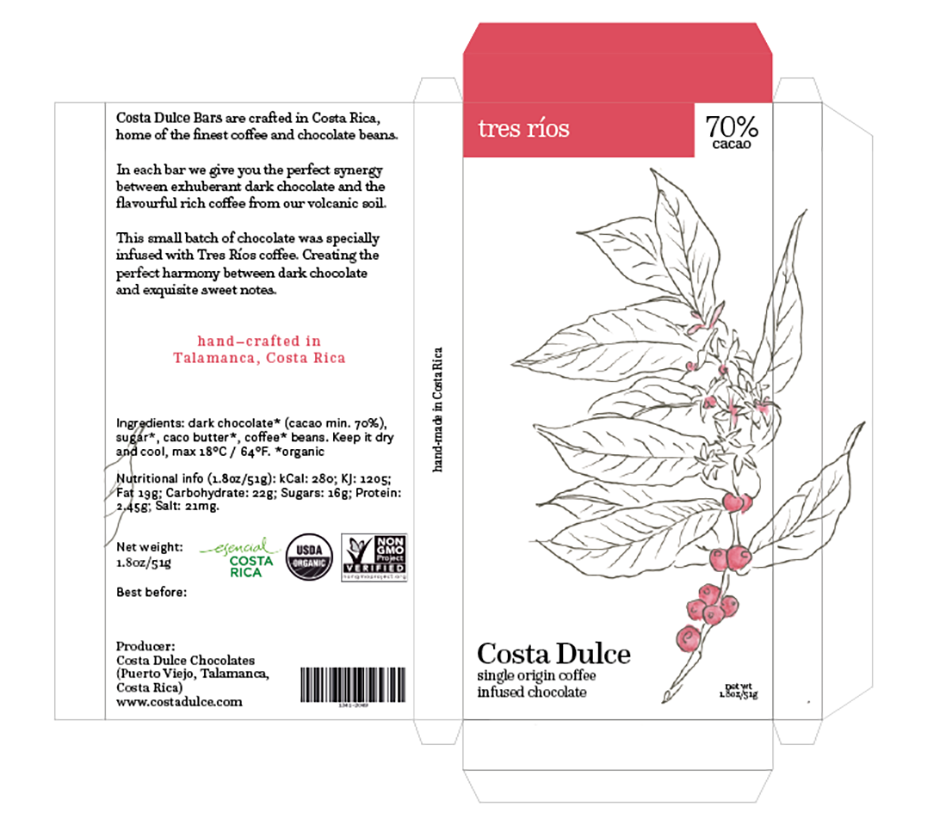 Costa Dulce Bars are crafted in Costa Rica,
home of the finest coffee and chocolate beans.
In each bar we give you the perfect synergy
between exhuberant dark chocolate and the
flavourful rich coffee from our volcanic soil.
This small batch of chocolate was specially
infused with Tres Ríos coffee. Creating the
perfect harmony between dark chocolate
and exquisite sweet notes.
hand-crafted in
Talamanca, Costa Rica
Ingredients: dark chocolate* (cacao min. 70%),
sugar*, caco butter*, coffee* beans. Keep it dry
and cool, max 18ºC / 64ºF. *organic
Nutritional info (1.8oz/51g): kCal: 280; KJ: 1205;
Fat 19g; Carbohydrate: 22g; Sugars: 16g; Protein:
2.45g; Salt: 21mg.
Net weight:
1.8oz/51g
esencial
COSTA
RICA
USDA
ORGANIC
NON
GMO
Project
VERIFIED
nongmoproject.org
Best before:
Producer:
Costa Dulce Chocolates
(Puerto Viejo, Talamanca,
Costa Rica)
www.costadulce.com
hand-made in Costa Rica
tres ríos
70%
cacao
Costa Dulce
single origin coffee
infused chocolate
net wt
1.8oz/51g